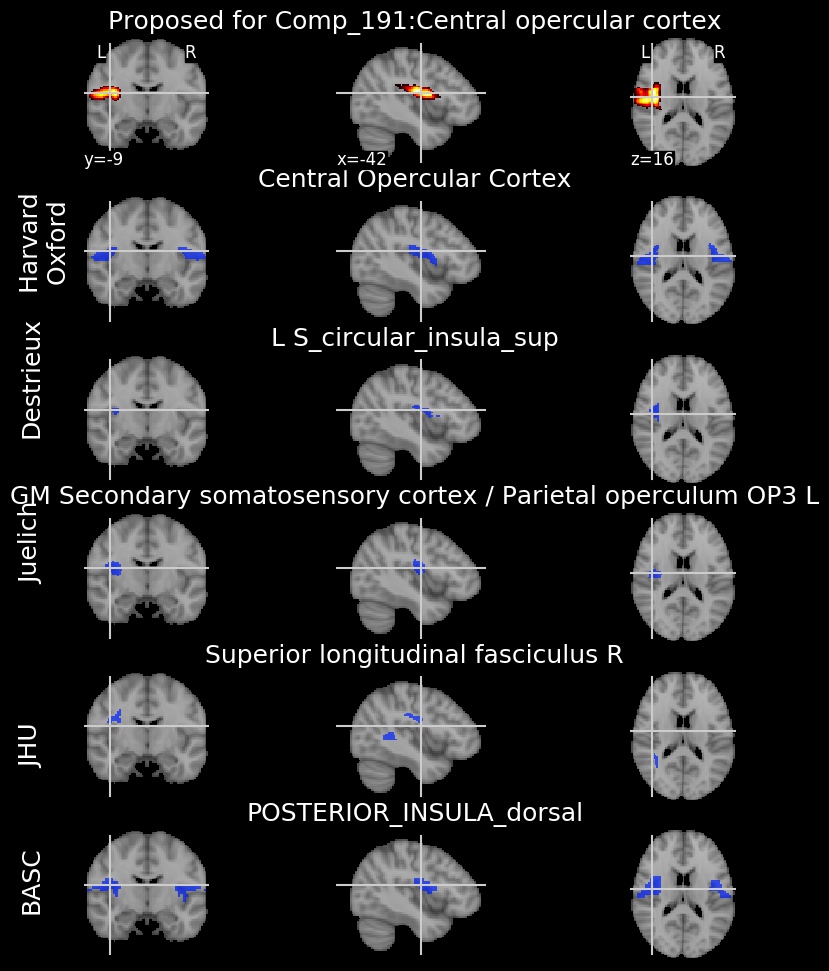 Proposed for Comp_191:Central opercular cortex
L R L R
y=-9 x=-42 z=16
Central Opercular Cortex
Harvard
Oxford
L S_circular_insula_sup
Destrieux
GM Secondary somatosensory cortex / Parietal operculum OP3 L
Juelich
Superior longitudinal fasciculus R
JHU
POSTERIOR_INSULA_dorsal
BASC